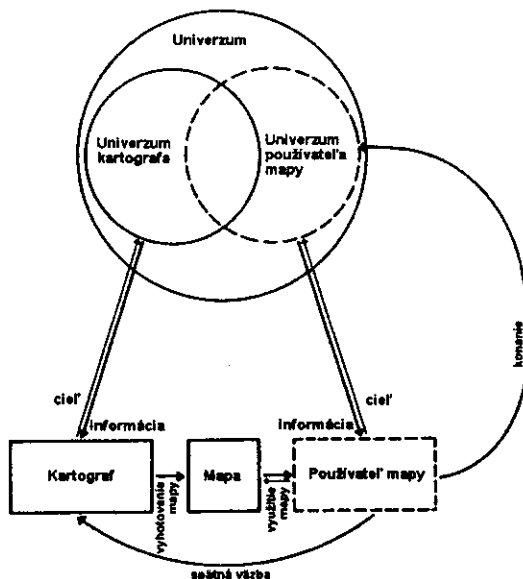 Univerzum
Univerzum
kartografa
Univerzum
používateľa
mapy
konanie
cieľ
informácia
informácia
cieľ
Kartograf
vyhotovenie
mapy
Mapa
využitie
mapy
Používateľ mapy
spätná väzba